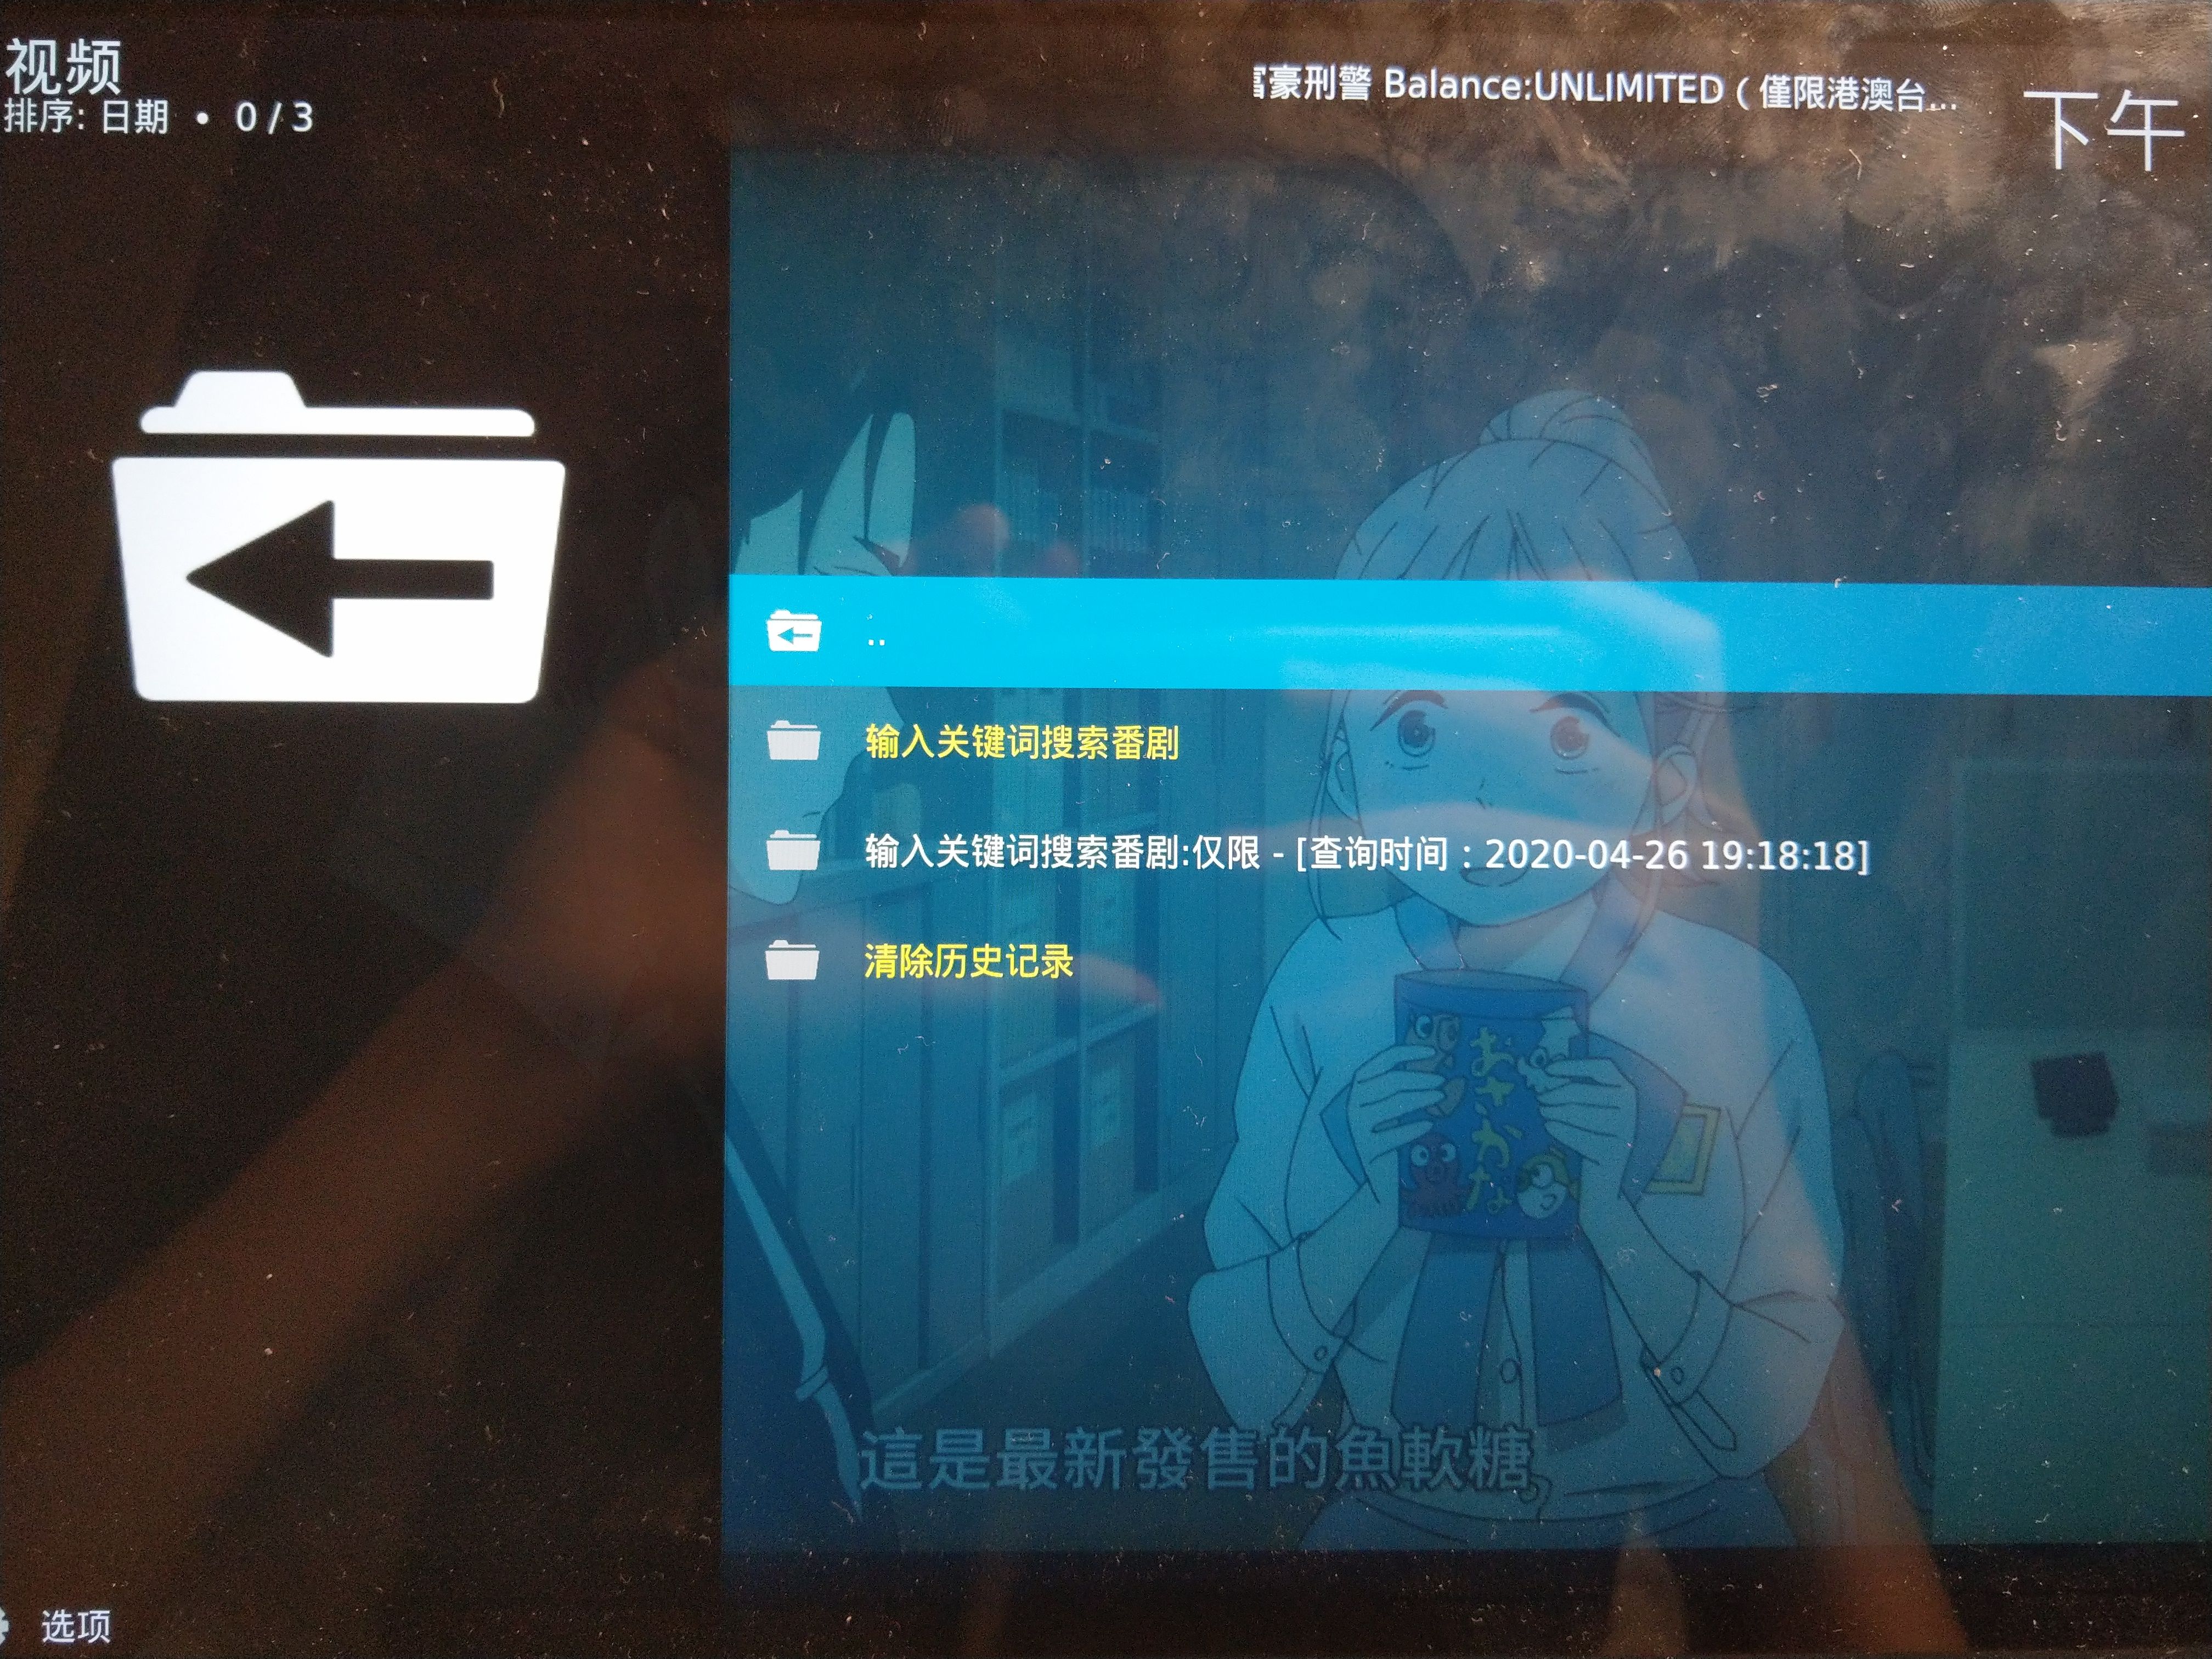 视频
排序: 日期 • 0 / 3
富豪刑警 Balance:UNLIMITED（僅限港澳台...
下午
..
输入关键词搜索番剧
输入关键词搜索番剧:仅限 - [查询时间：2020-04-26 19:18:18]
清除历史记录
おさかな
這是最新發售的魚軟糖
选项